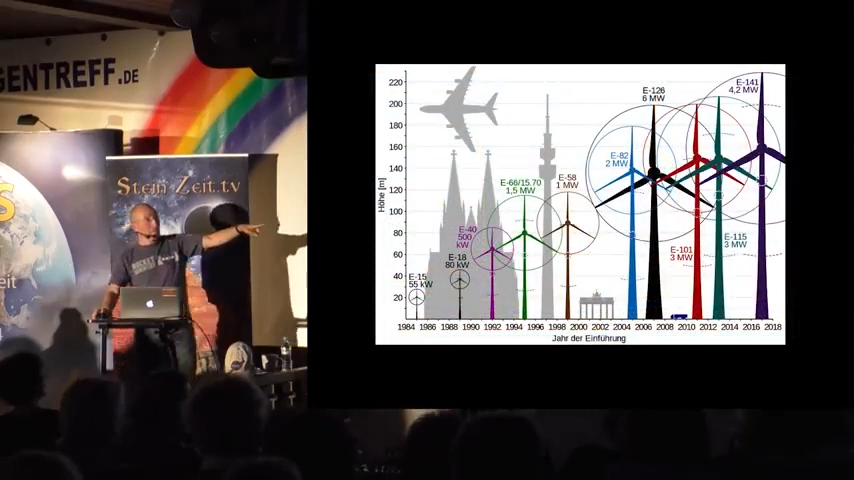 GENTREFF.DE
S
eit
Stein Zeit.tv
ROCKET
E-141
4,2 MW
E-126
6 MW
E-82
2 MW
E-66/15.70
1,5 MW
E-58
1 MW
E-40
500
kW
E-18
80 kW
E-15
55 kW
E-101
3 MW
E-115
3 MW
Höhe [m]
220
200
180
160
140
120
100
80
60
40
20
1984 1986 1988 1990 1992 1994 1996 1998 2000 2002 2004 2006 2008 2010 2012 2014 2016 2018
Jahr der Einführung